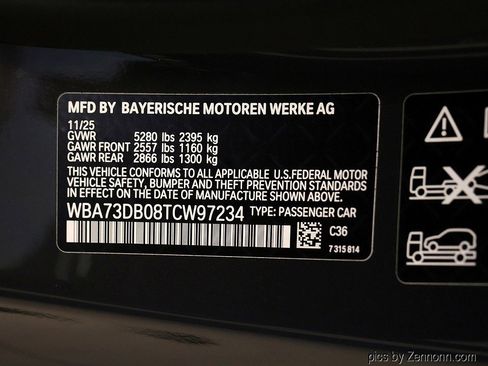 MFD BY BAYERISCHE MOTOREN WERKE AG
11/25
GVWR 5280 lbs 2395 kg
GAWR FRONT 2557 lbs 1160 kg
GAWR REAR 2866 lbs 1300 kg
THIS VEHICLE CONFORMS TO ALL APPLICABLE U.S.FEDERAL MOTOR
VEHICLE SAFETY, BUMPER AND THEFT PREVENTION STANDARDS
IN EFFECT ON THE DATE OF MANUFACTURE SHOWN ABOVE.
WBA73DB08TCW97234 TYPE: PASSENGER CAR
C36
7 315 814
pics by Zennonn.com